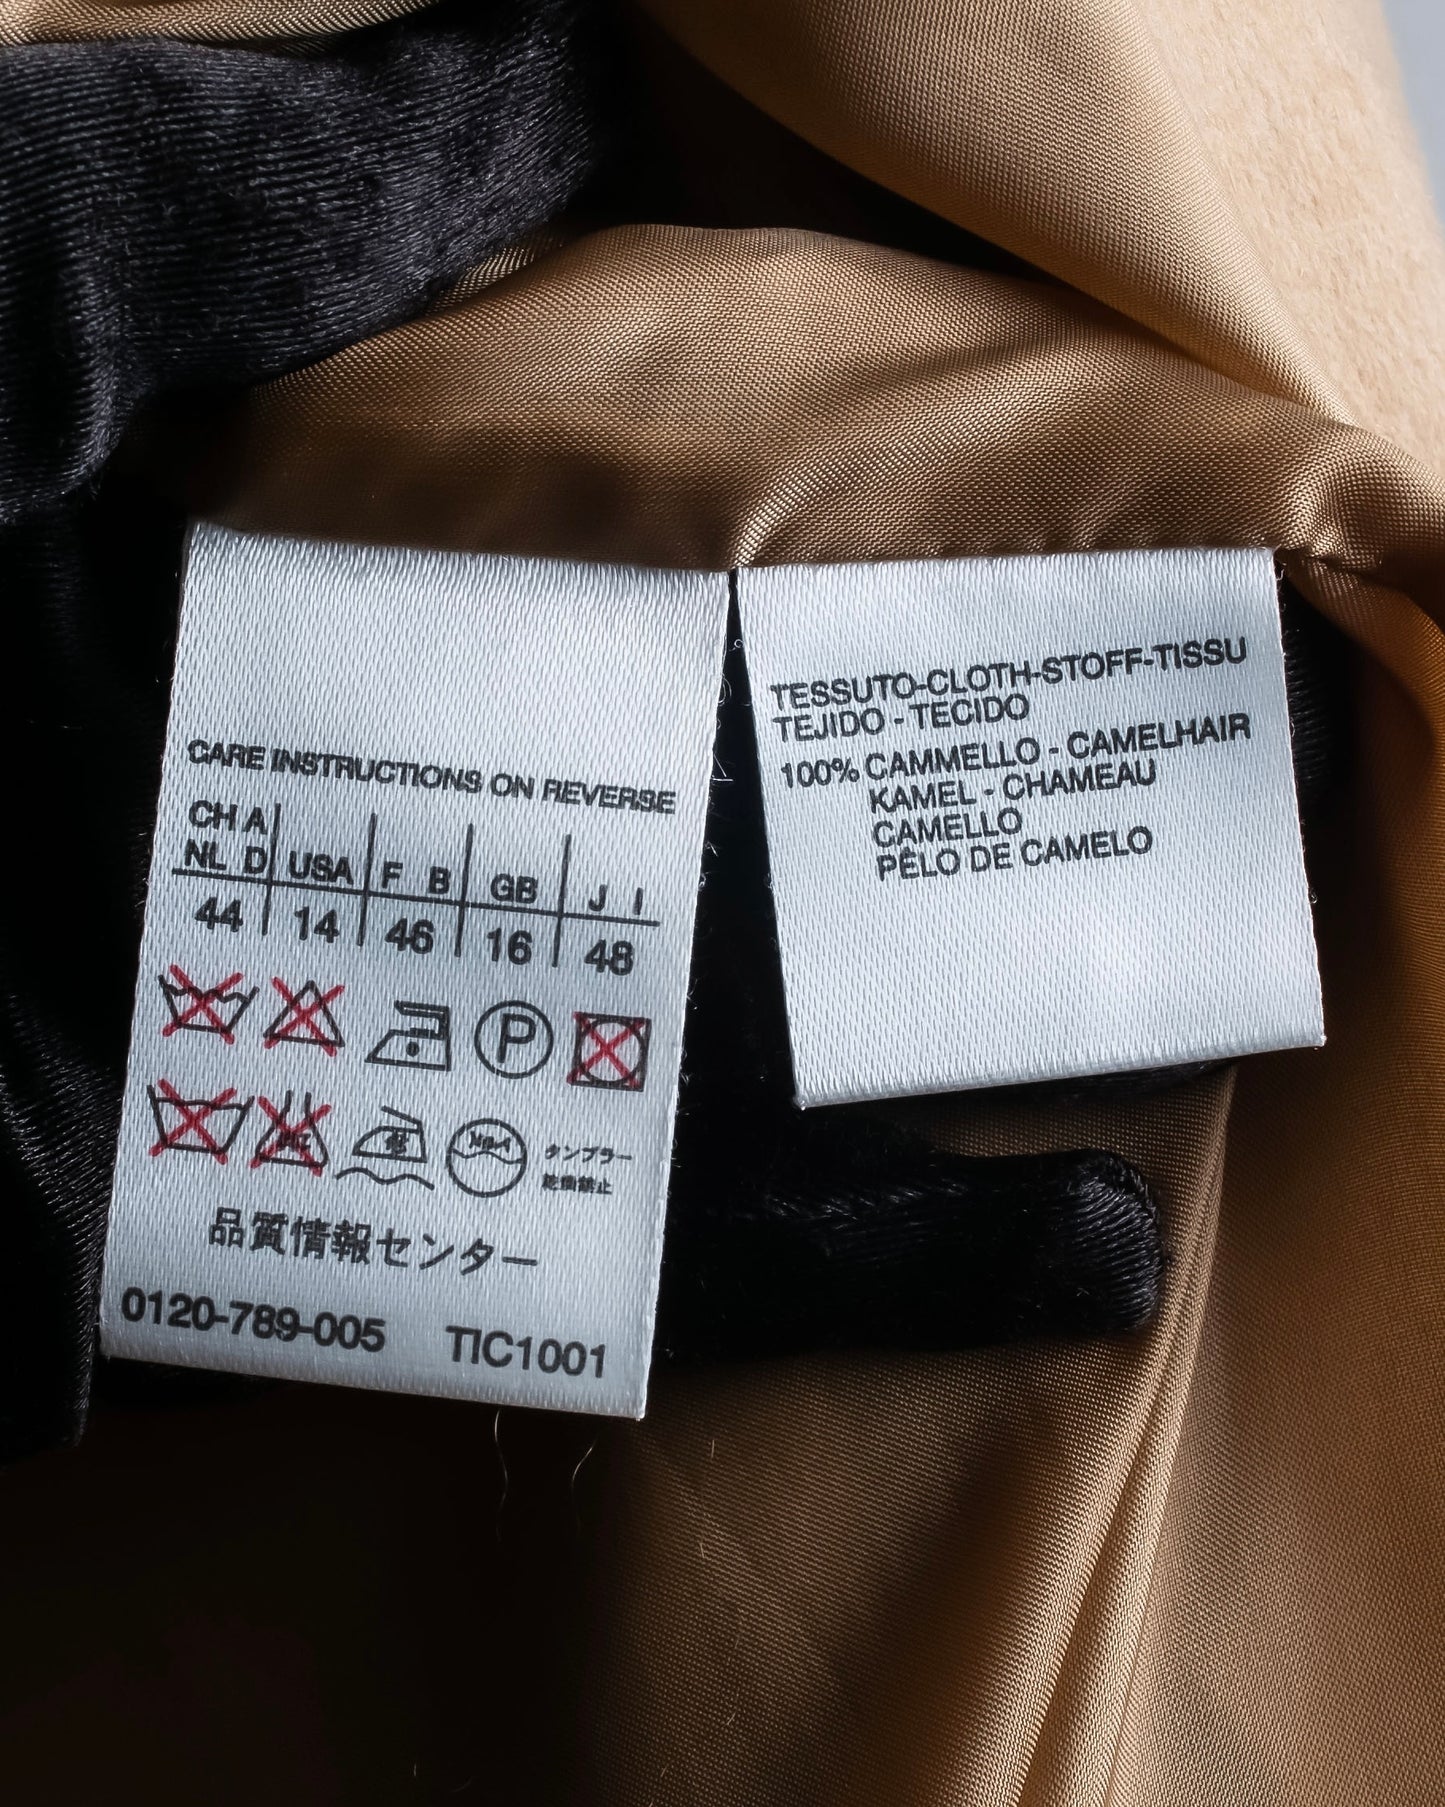 CARE INSTRUCTIONS ON REVERSE
CH A
NL D USA F B GB J I
44 14 46 16 48
P
タンブラー
乾燥禁止
品質情報センター
0120-789-005 TIC1001
TESSUTO-CLOTH-STOFF-TISSU
TEJIDO - TECIDO
100% CAMMELLO - CAMELHAIR
KAMEL - CHAMEAU
CAMELLO
PÊLO DE CAMELO